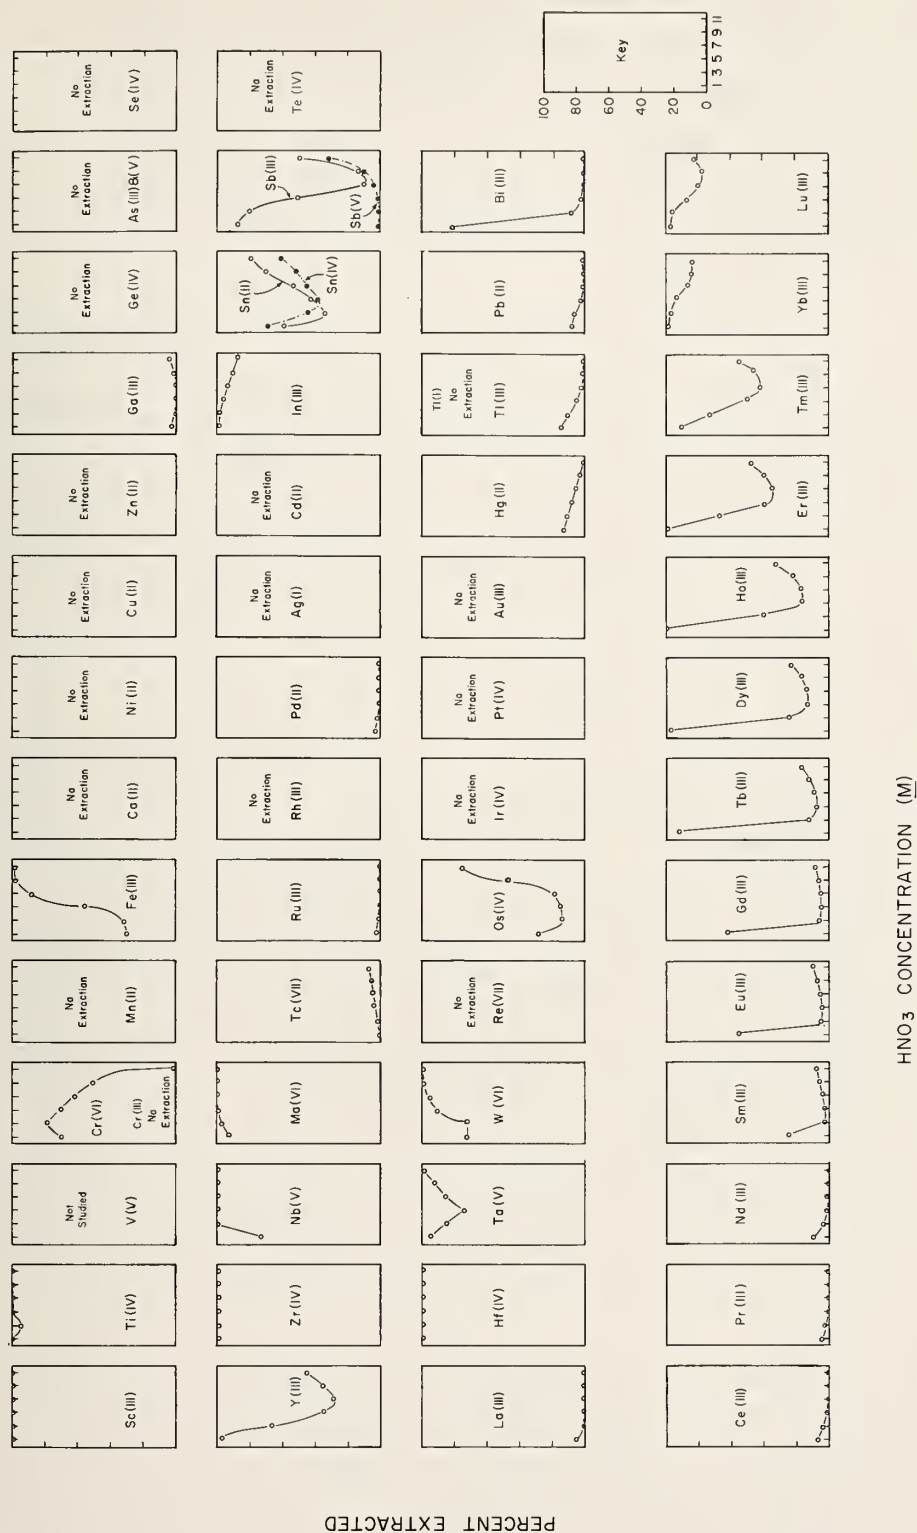 PERCENT EXTRACTED
Sc(III)
Ti(IV)
Not
Studied
V(V)
Cr(VI)
Cr(III)
No
Extraction
No
Extraction
Mn(II)
Fe(III)
No
Extraction
Co(II)
No
Extraction
Ni(II)
No
Extraction
Cu(II)
No
Extraction
Zn(II)
Ga(III)
No
Extraction
Ge(IV)
No
Extraction
As(III)&(V)
No
Extraction
Se(IV)
Y(III)
Zr(IV)
Nb(V)
Mo(VI)
Tc(VII)
Ru(III)
No
Extraction
Rh(III)
Pd(II)
No
Extraction
Ag(I)
No
Extraction
Cd(II)
In(III)
Sn(II)
Sn(IV)
Sb(III)
Sb(V)
No
Extraction
Te(IV)
La(III)
Hf(IV)
Ta(V)
W(VI)
No
Extraction
Re(VII)
Os(IV)
No
Extraction
Ir(IV)
No
Extraction
Pt(IV)
No
Extraction
Au(III)
Hg(II)
Tl(I)
No
Extraction
Tl(III)
Pb(II)
Bi(III)
100
80
60
40
20
0
Key
1 3 5 7 9 11
Ce(III)
Pr(III)
Nd(III)
Sm(III)
Eu(III)
Gd(III)
Tb(III)
Dy(III)
Ho(III)
Er(III)
Tm(III)
Yb(III)
Lu(III)
HNO3 CONCENTRATION (M)